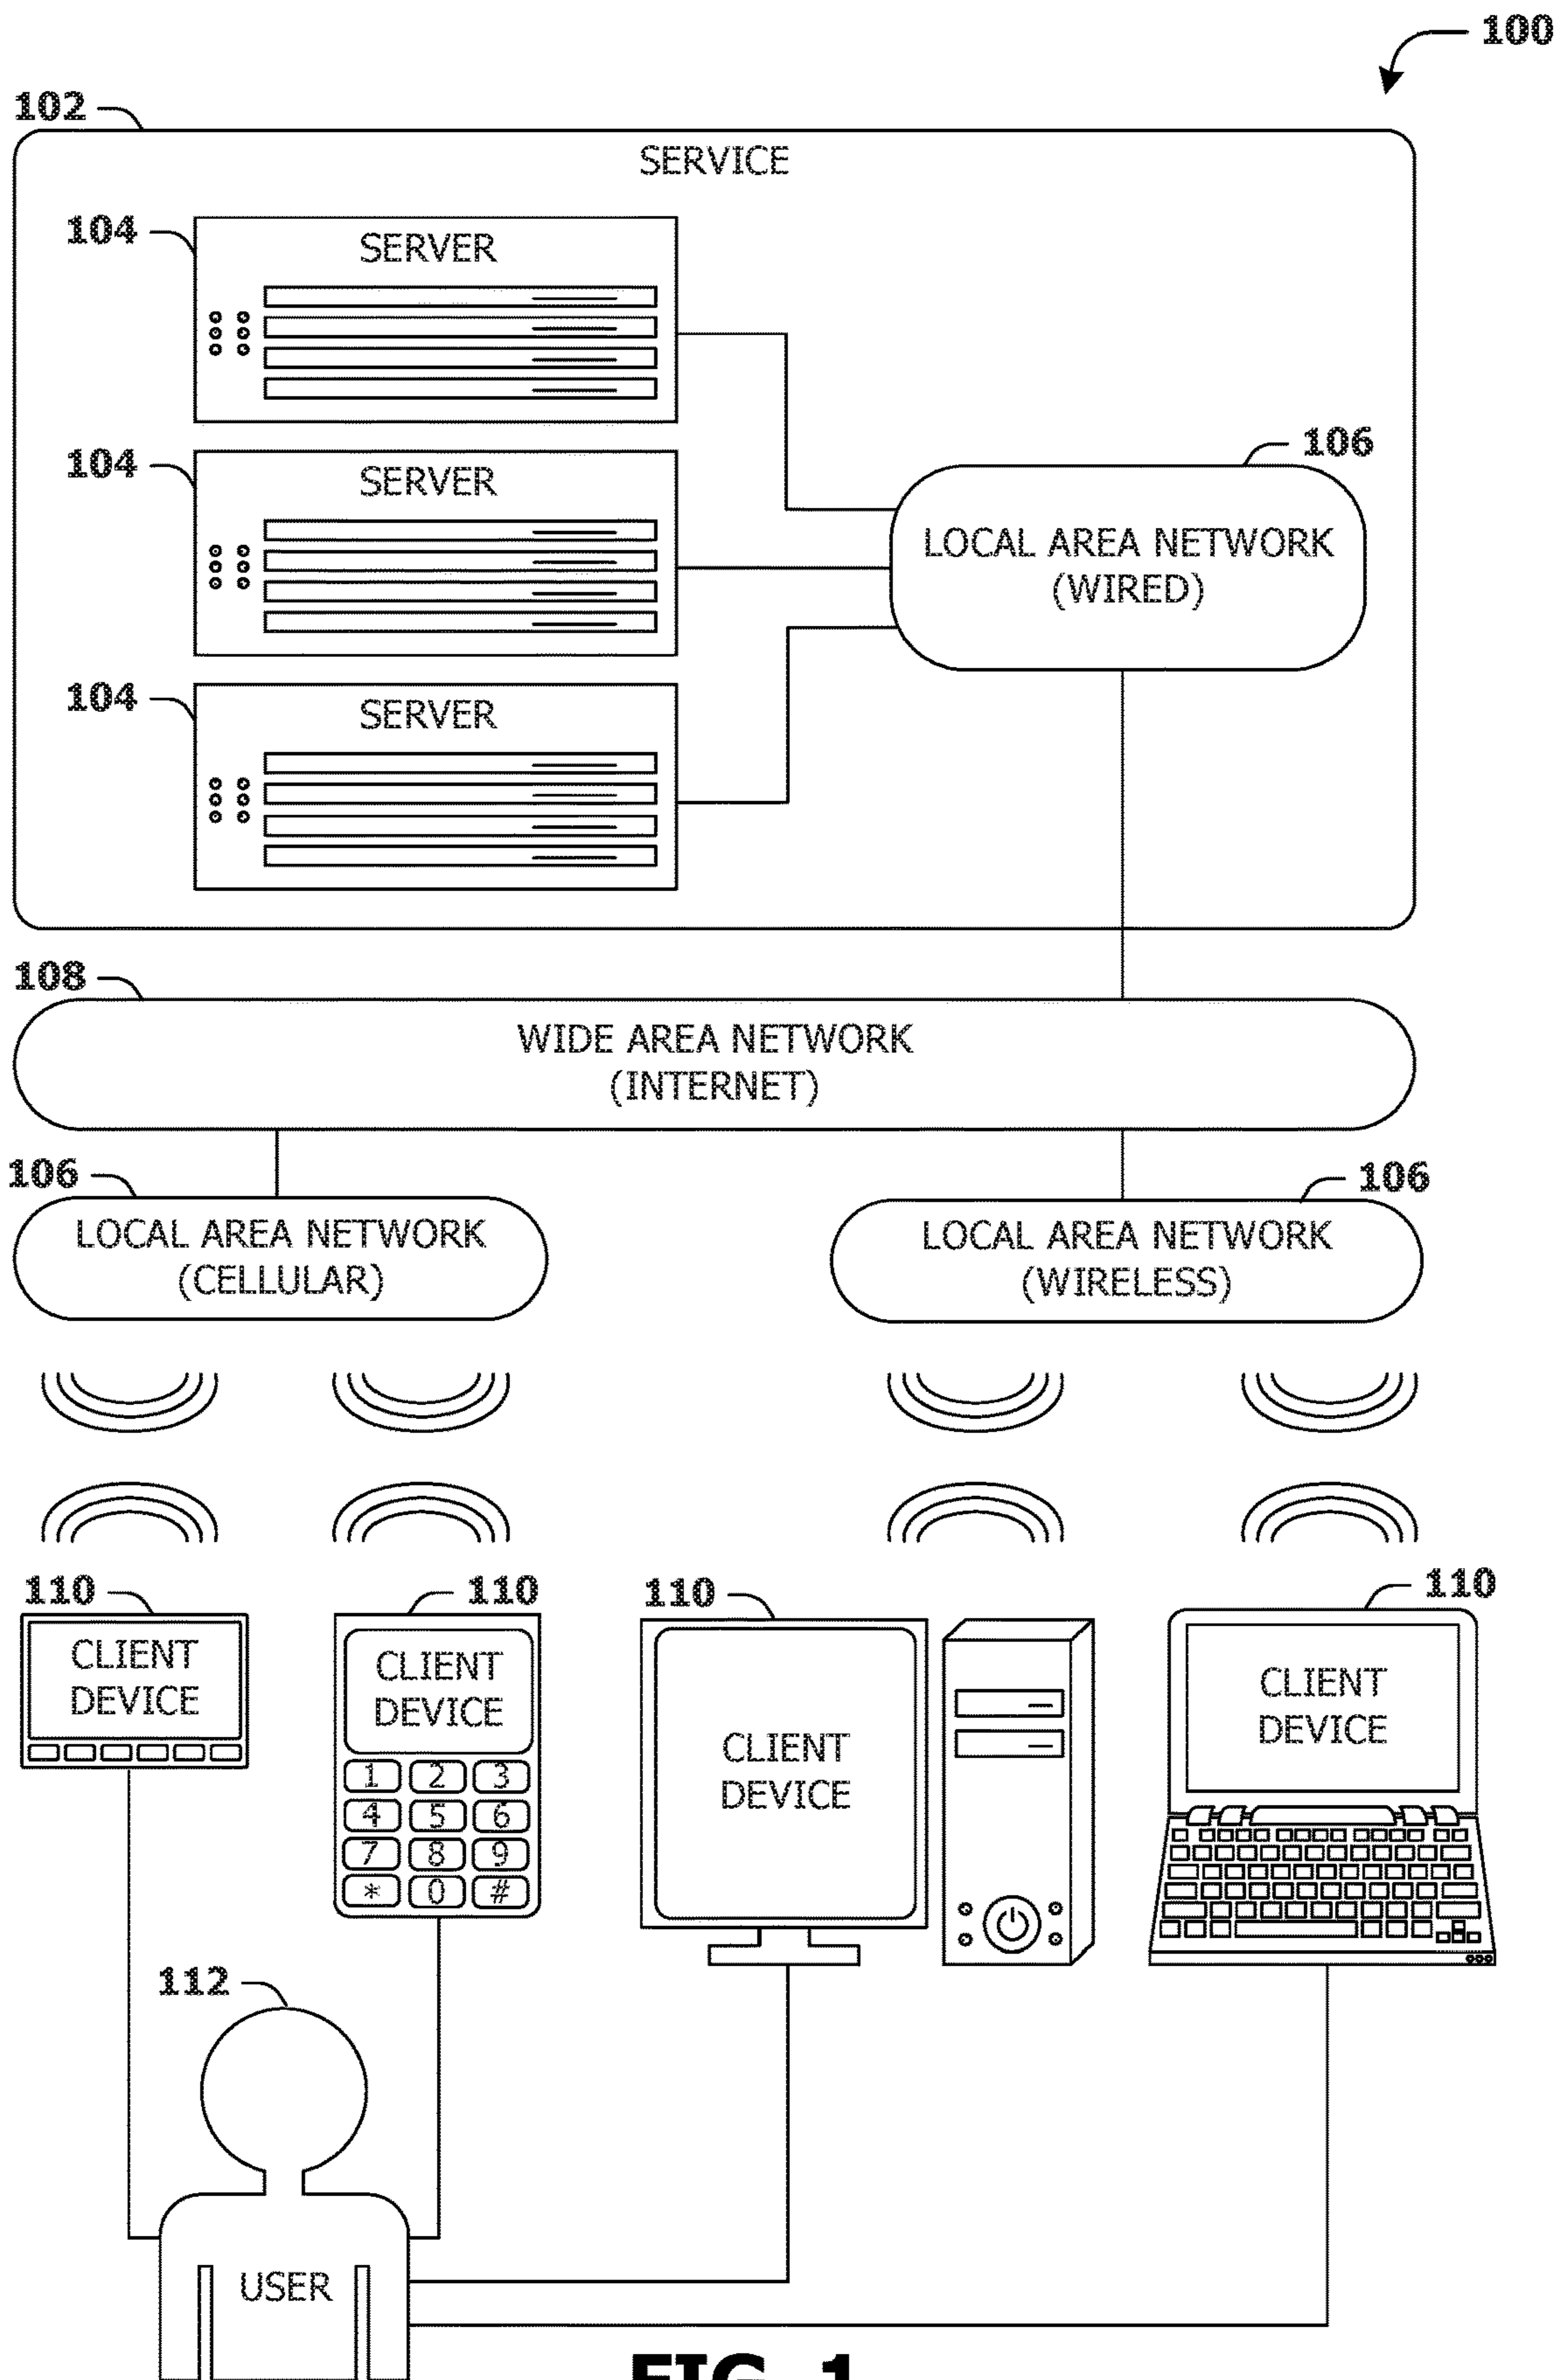 100
102
SERVICE
104
SERVER
104
SERVER
106
LOCAL AREA NETWORK
(WIRED)
104
SERVER
108
WIDE AREA NETWORK
(INTERNET)
106
LOCAL AREA NETWORK
(CELLULAR)
106
LOCAL AREA NETWORK
(WIRELESS)
110
CLIENT
DEVICE
110
CLIENT
DEVICE
1 2 3
4 5 6
7 8 9
* 0 #
110
CLIENT
DEVICE
110
CLIENT
DEVICE
112
USER
FIG. 1